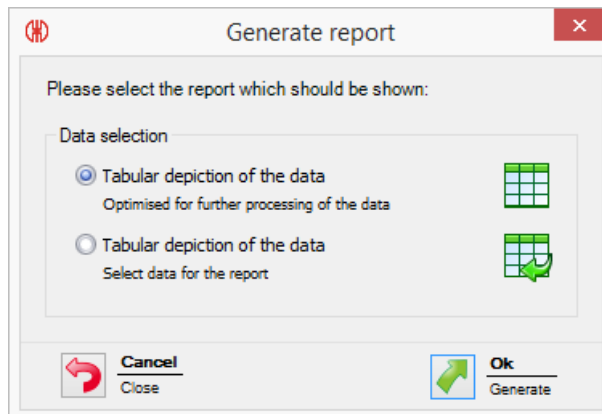 Generate report
Please select the report which should be shown:
Data selection
Tabular depiction of the data
Optimised for further processing of the data
Tabular depiction of the data
Select data for the report
Cancel
Close
Ok
Generate